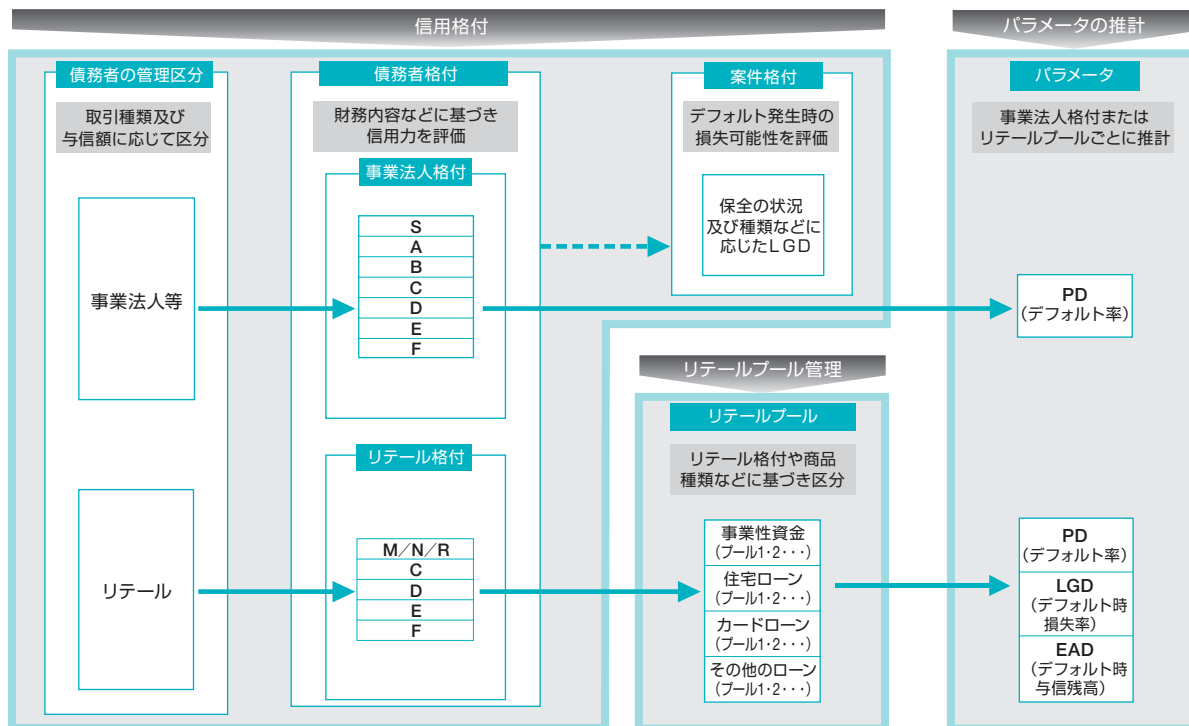 信用格付
パラメータの推計
債務者の管理区分
取引種類及び
与信額に応じて区分
事業法人等
リテール
債務者格付
財務内容などに基づき
信用力を評価
事業法人格付
S
A
B
C
D
E
F
リテール格付
M/N/R
C
D
E
F
案件格付
デフォルト発生時の
損失可能性を評価
保全の状況
及び種類などに
応じたLGD
リテールプール管理
リテールプール
リテール格付や商品
種類などに基づき区分
事業性資金
(プール1・2・・・)
住宅ローン
(プール1・2・・・)
カードローン
(プール1・2・・・)
その他のローン
(プール1・2・・・)
パラメータ
事業法人格付または
リテールプールごとに推計
PD
(デフォルト率)
PD
(デフォルト率)
LGD
(デフォルト時
損失率)
EAD
(デフォルト時
与信残高)